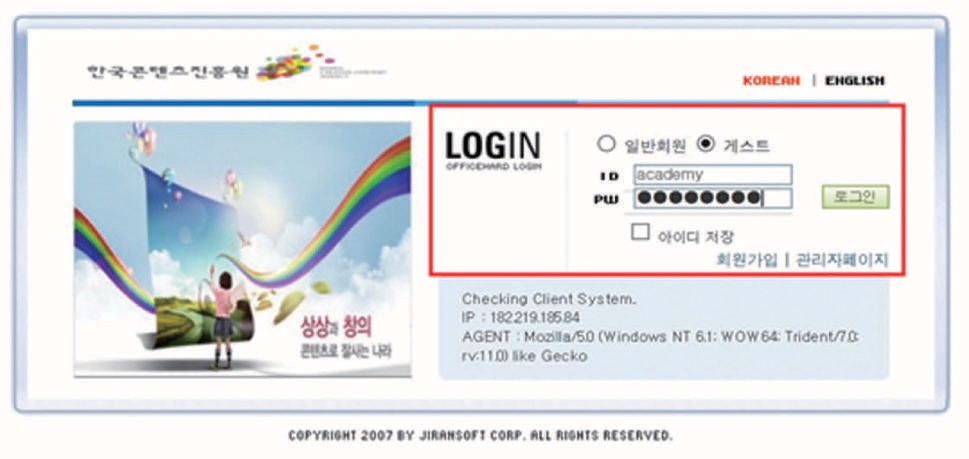 한국콘텐츠진흥원
KOREAN | ENGLISH
LOGIN
OFFICEHARD LOGIN
일반회원 게스트
ID academy
PW ●●●●●●●●
로그인
아이디 저장
회원가입 | 관리자페이지
상상과 창의
콘텐츠로 잘사는 나라
Checking Client System.
IP : 182.219.185.84
AGENT : Mozilla/5.0 (Windows NT 6.1; WOW64; Trident/7.0;
rv:11.0) like Gecko
COPYRIGHT 2007 BY JIRANSOFT CORP. ALL RIGHTS RESERVED.